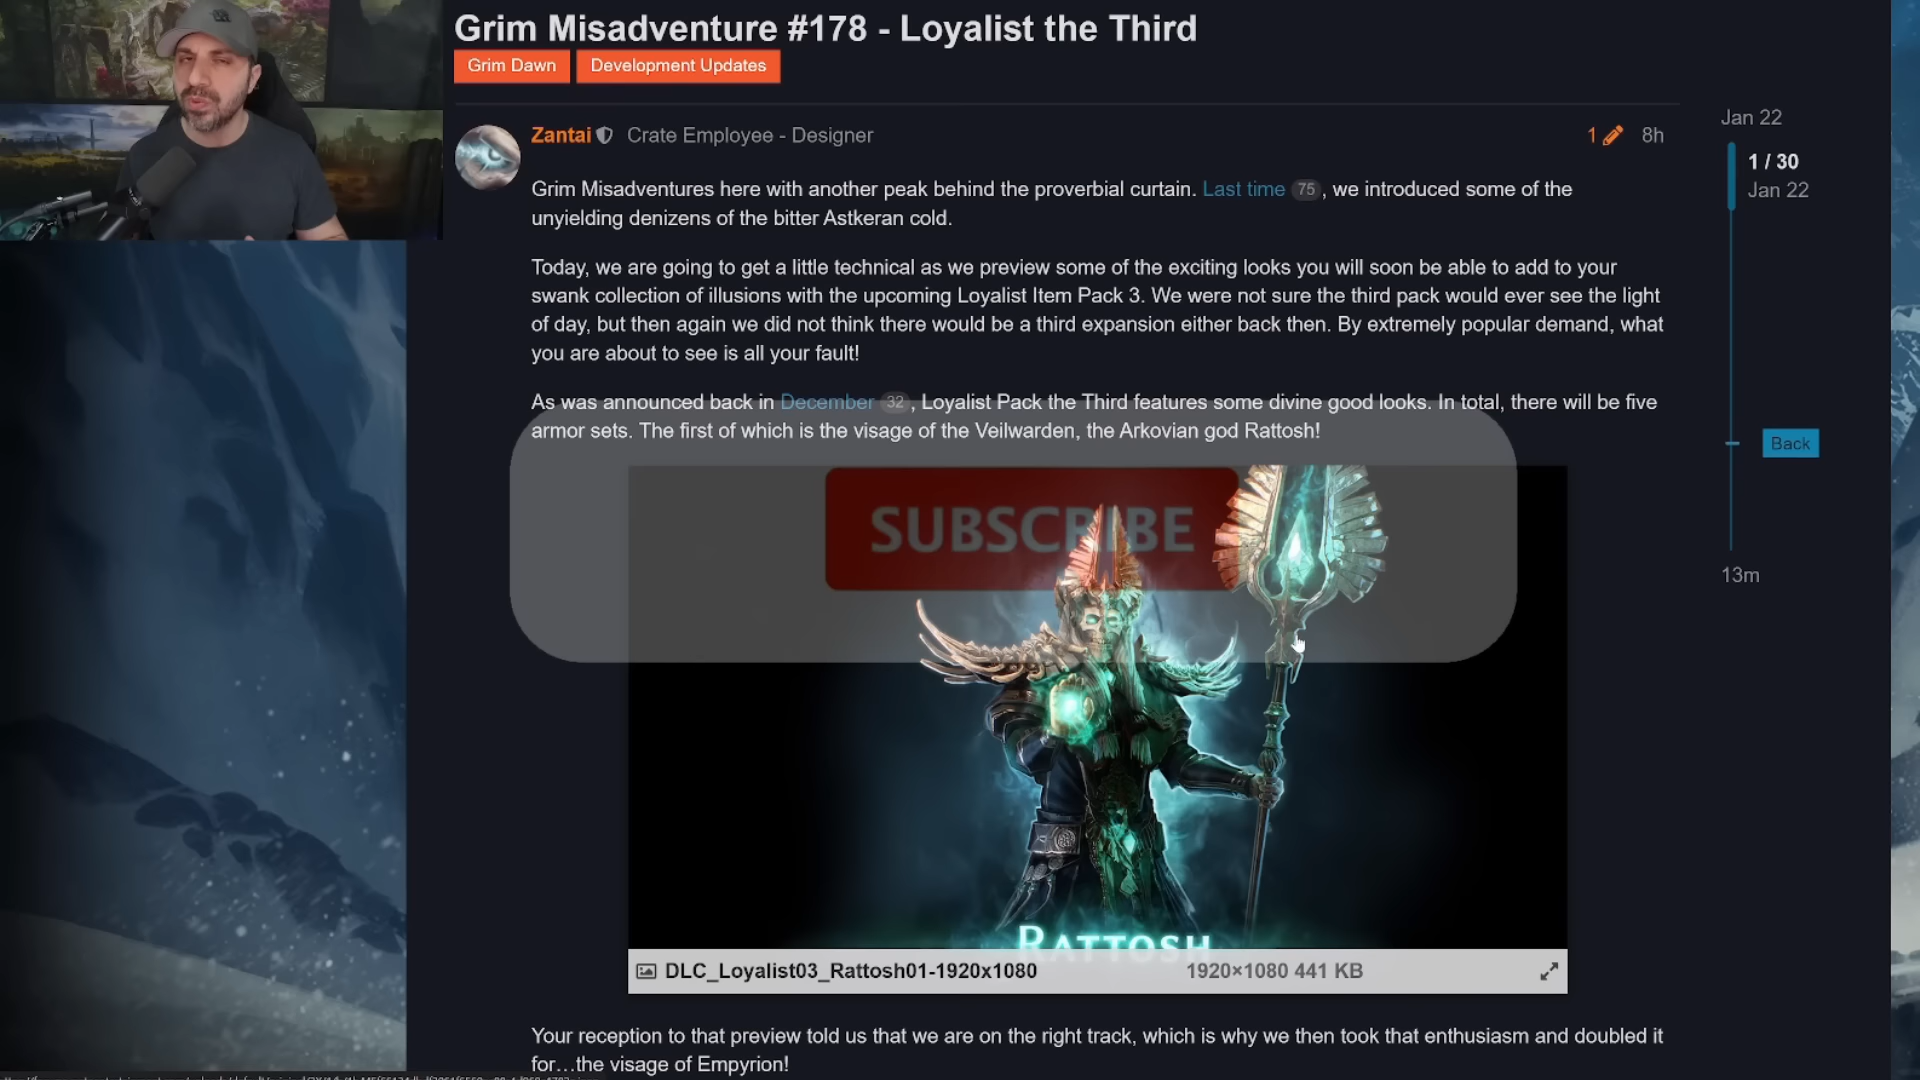 Grim Misadventure #178 - Loyalist the Third
Grim Dawn Development Updates
Zantai Crate Employee - Designer 1 8h
Grim Misadventures here with another peak behind the proverbial curtain. Last time 75, we introduced some of the
unyielding denizens of the bitter Astkeran cold.
Today, we are going to get a little technical as we preview some of the exciting looks you will soon be able to add to your
swank collection of illusions with the upcoming Loyalist Item Pack 3. We were not sure the third pack would ever see the light
of day, but then again we did not think there would be a third expansion either back then. By extremely popular demand, what
you are about to see is all your fault!
As was announced back in December 32, Loyalist Pack the Third features some divine good looks. In total, there will be five
armor sets. The first of which is the visage of the Veilwarden, the Arkovian god Rattosh!
SUBSCRIBE
RATTOSH
DLC_Loyalist03_Rattosh01-1920x1080 1920×1080 441 KB
Your reception to that preview told us that we are on the right track, which is why we then took that enthusiasm and doubled it
for…the visage of Empyrion!
Jan 22
1 / 30
Jan 22
Back
13m